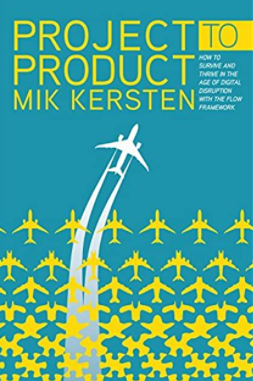 PROJECT TO
PRODUCT
MIK KERSTEN
HOW TO
SURVIVE AND
THRIVE IN THE
AGE OF DIGITAL
DISRUPTION
WITH THE FLOW
FRAMEWORK